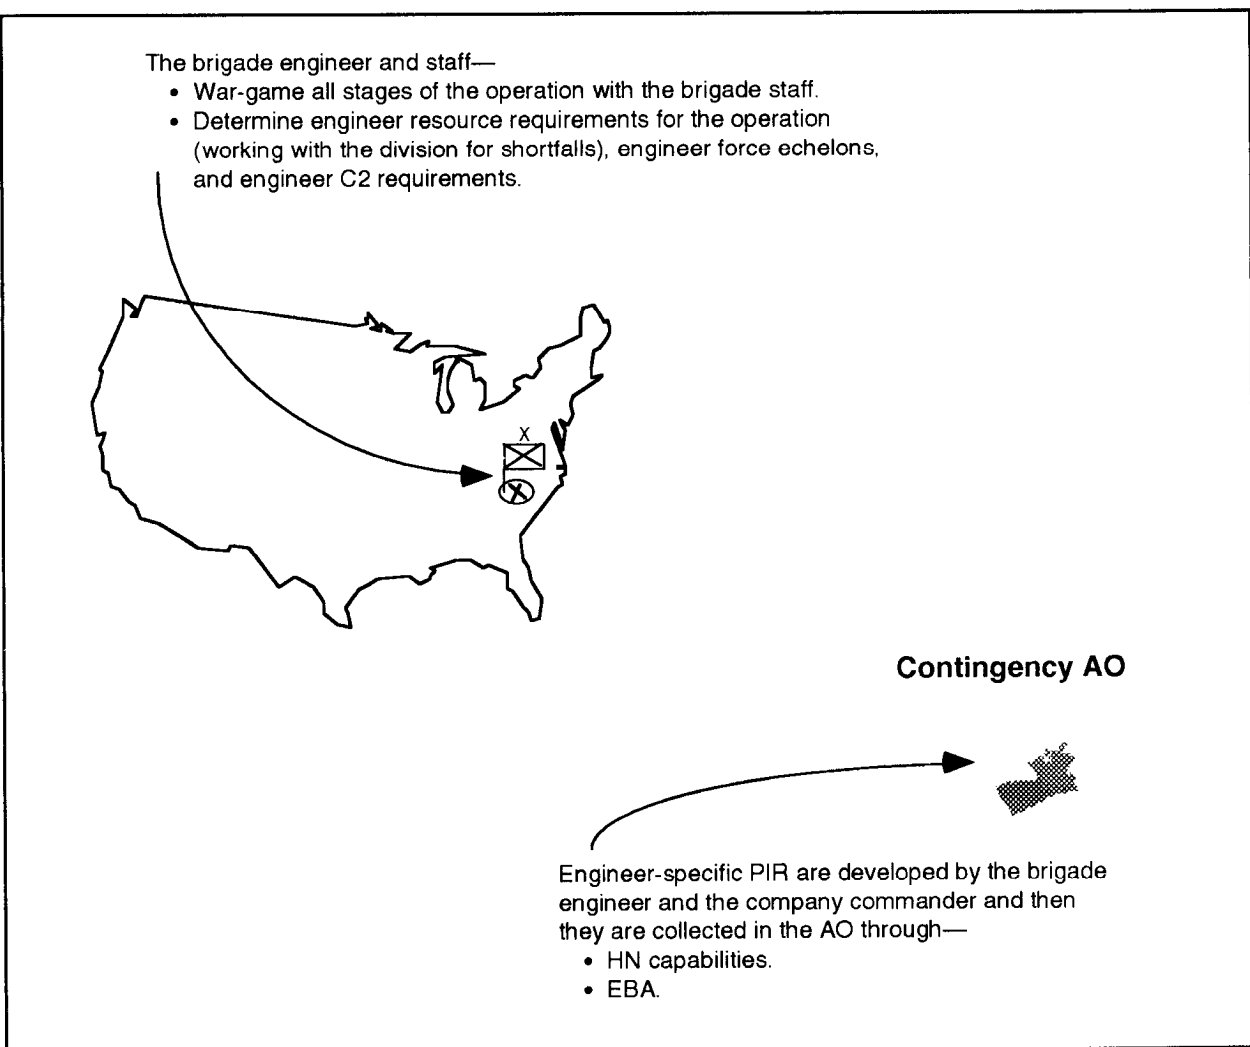 The brigade engineer and staff—
• War-game all stages of the operation with the brigade staff.
• Determine engineer resource requirements for the operation
(working with the division for shortfalls), engineer force echelons,
and engineer C2 requirements.
X
Contingency AO
Engineer-specific PIR are developed by the brigade
engineer and the company commander and then
they are collected in the AO through—
• HN capabilities.
• EBA.